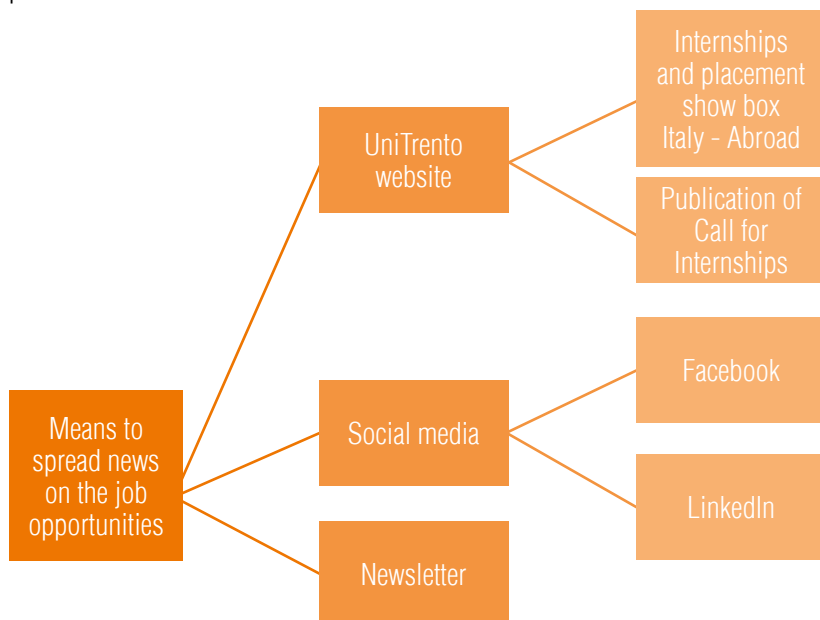 Internships
and placement
show box
Italy - Abroad
UniTrento
website
Publication of
Call for
Internships
Facebook
Means to
spread news
on the job
opportunities
Social media
LinkedIn
Newsletter